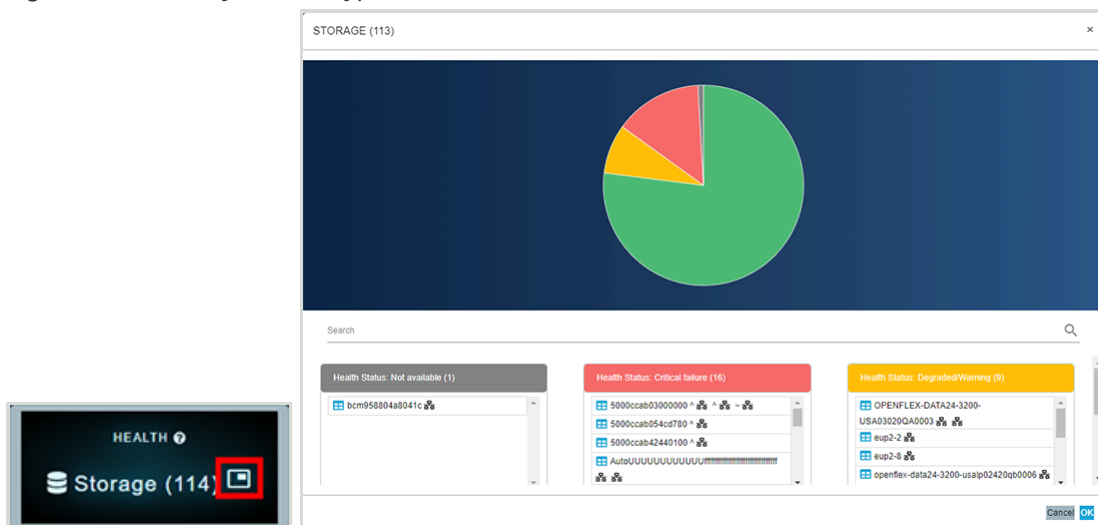 STORAGE (113)
×
Search
Health Status: Not available (1)
bcm958804a8041c
Health Status: Critical failure (16)
5000ccab03000000 ^ ^ ~
5000ccab054cd780 ^
5000ccab42440100 ^
Health Status: Degraded/Warning (9)
OPENFLEX-DATA24-3200-
USA03020QA0003
eup2-2
eup2-8
openflex-data24-3200-usalp02420qb0006
Cancel OK
HEALTH ?
Storage (114)